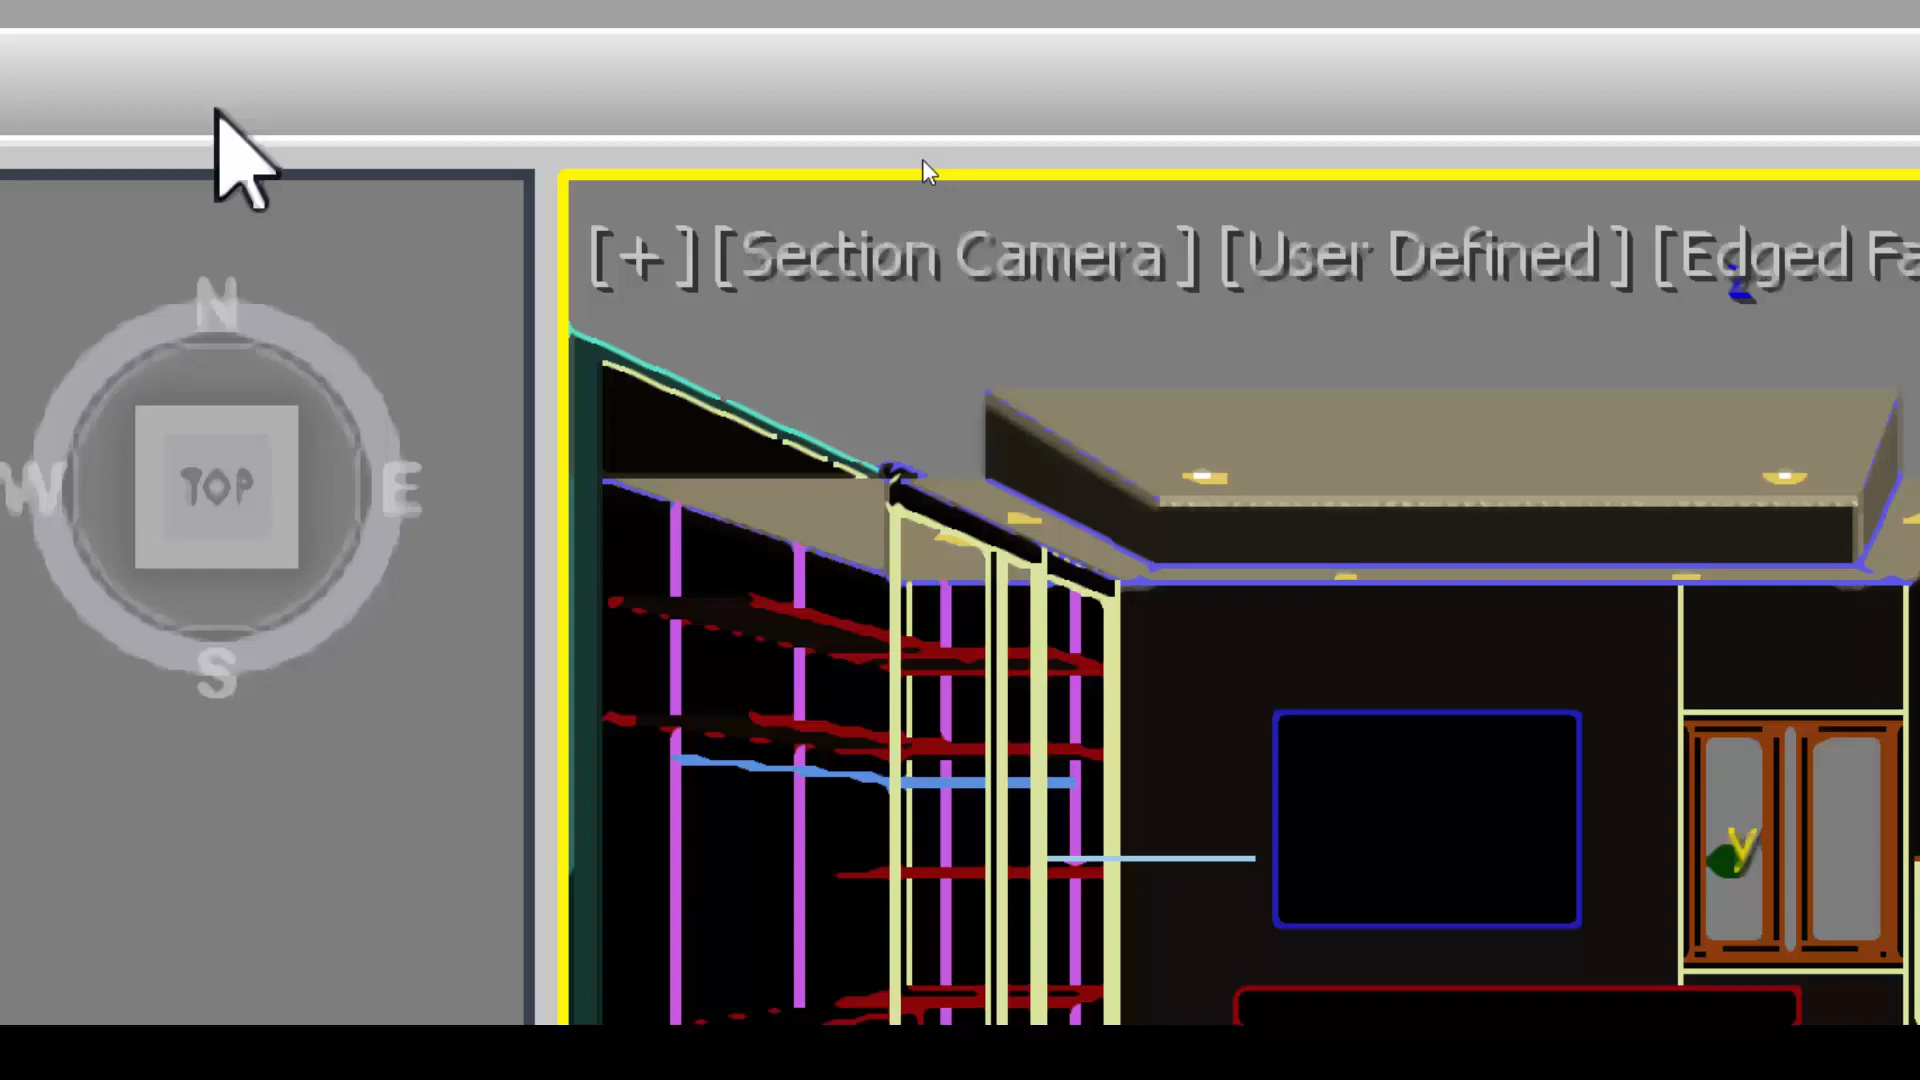 [+] [Section Camera ] [User Defined ] [Edged Fa
z
N
W TOP E
S
y